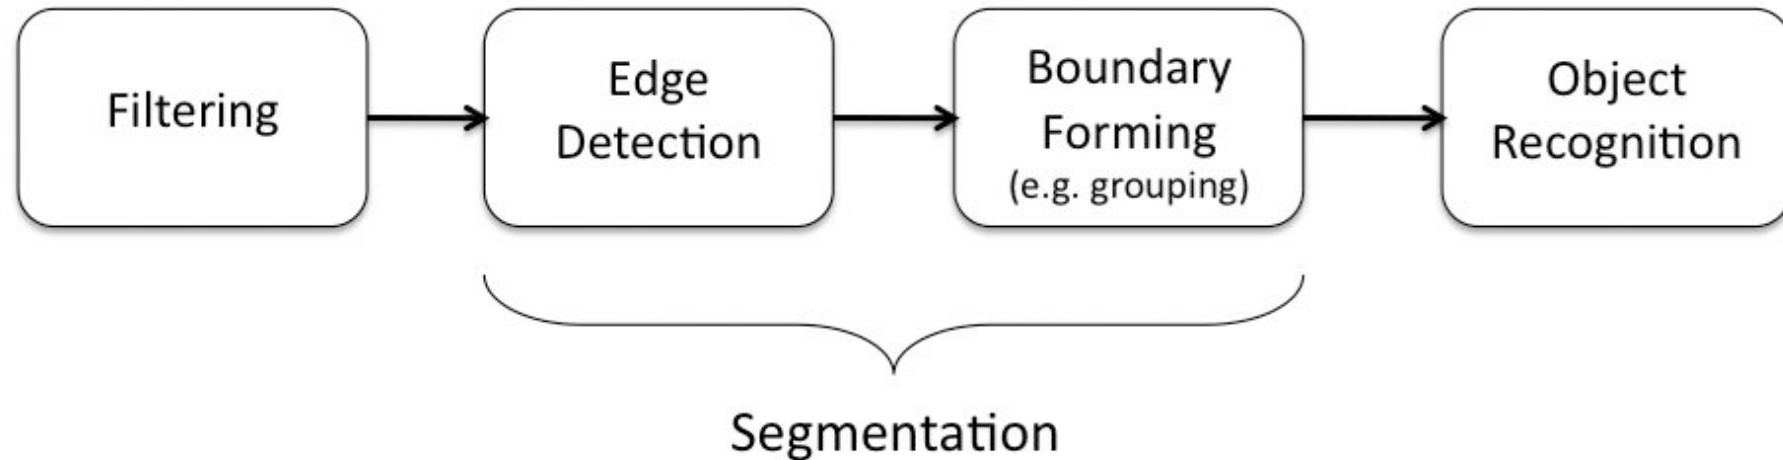 Filtering
Edge
Detection
Boundary
Forming
(e.g. grouping)
Object
Recognition
Segmentation